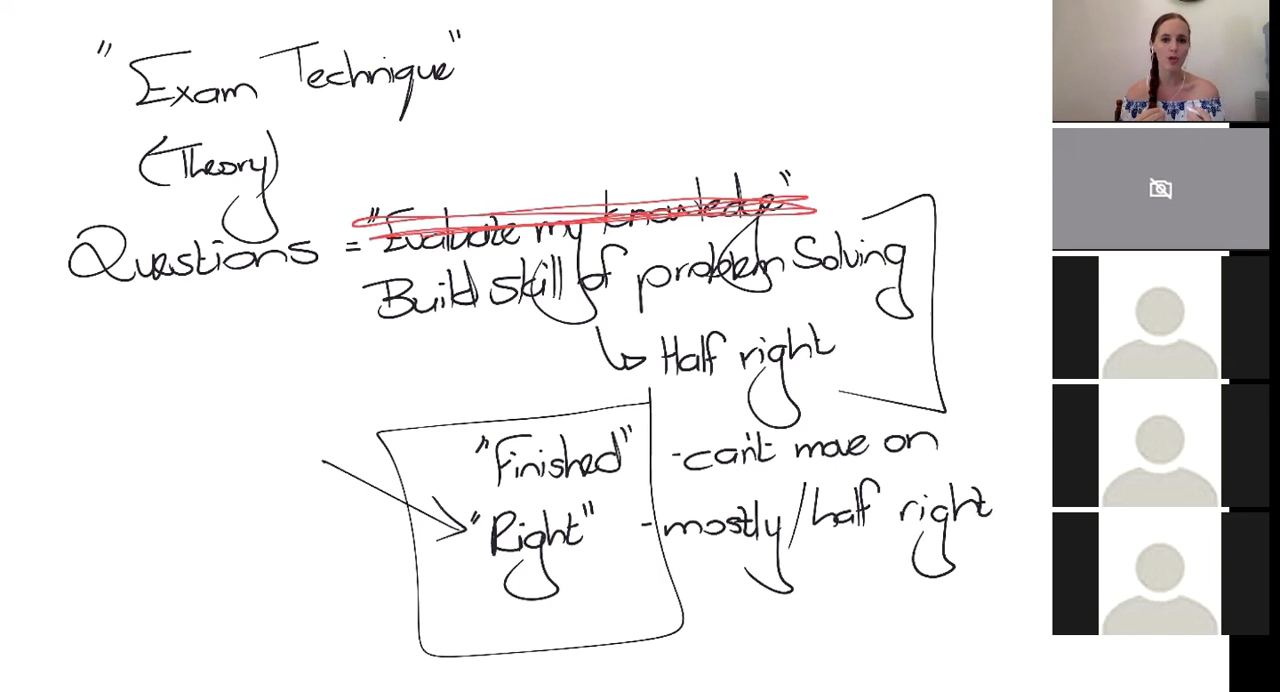 "Exam Technique"
(Theory)
"Evaluate my knowledge"
Questions = Build skill of problem Solving
↳ Half right
"Finished" - can't move on
"Right" - mostly/half right